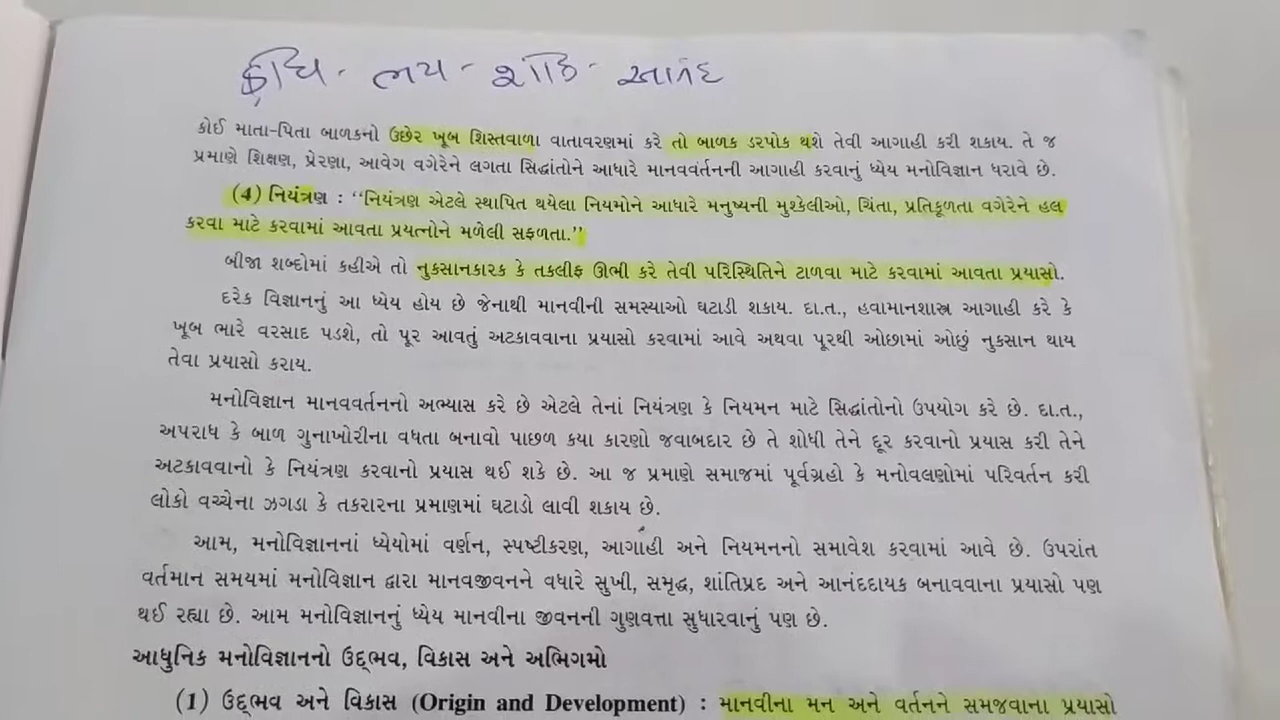 ક્રોધ - ભય - શાંતિ - આનંદ
કોઈ માતા-પિતા બાળકનો ઉછેર ખૂબ શિસ્તવાળા વાતાવરણમાં કરે તો બાળક ડરપોક થશે તેવી આગાહી કરી શકાય. તે જ
પ્રમાણે શિક્ષણ, પ્રેરણા, આવેગ વગેરેને લગતા સિદ્ધાંતોને આધારે માનવવર્તનની આગાહી કરવાનું ધ્યેય મનોવિજ્ઞાન ધરાવે છે.
(4) નિયંત્રણ : “નિયંત્રણ એટલે સ્થાપિત થયેલા નિયમોને આધારે મનુષ્યની મુશ્કેલીઓ, ચિંતા, પ્રતિકૂળતા વગેરેને હલ
કરવા માટે કરવામાં આવતા પ્રયત્નોને મળેલી સફળતા.”
બીજા શબ્દોમાં કહીએ તો નુકસાનકારક કે તકલીફ ઊભી કરે તેવી પરિસ્થિતિને ટાળવા માટે કરવામાં આવતા પ્રયાસો.
દરેક વિજ્ઞાનનું આ ધ્યેય હોય છે જેનાથી માનવીની સમસ્યાઓ ઘટાડી શકાય. દા.ત., હવામાનશાસ્ત્ર આગાહી કરે કે
ખૂબ ભારે વરસાદ પડશે, તો પૂર આવતું અટકાવવાના પ્રયાસો કરવામાં આવે અથવા પૂરથી ઓછામાં ઓછું નુકસાન થાય
તેવા પ્રયાસો કરાય.
મનોવિજ્ઞાન માનવવર્તનનો અભ્યાસ કરે છે એટલે તેનાં નિયંત્રણ કે નિયમન માટે સિદ્ધાંતોનો ઉપયોગ કરે છે. દા.ત.,
અપરાધ કે બાળ ગુનાખોરીના વધતા બનાવો પાછળ કયા કારણો જવાબદાર છે તે શોધી તેને દૂર કરવાનો પ્રયાસ કરી તેને
અટકાવવાનો કે નિયંત્રણ કરવાનો પ્રયાસ થઈ શકે છે. આ જ પ્રમાણે સમાજમાં પૂર્વગ્રહો કે મનોવલણોમાં પરિવર્તન કરી
લોકો વચ્ચેના ઝગડા કે તકરારના પ્રમાણમાં ઘટાડો લાવી શકાય છે.
આમ, મનોવિજ્ઞાનનાં ધ્યેયોમાં વર્ણન, સ્પષ્ટીકરણ, આગાહી અને નિયમનનો સમાવેશ કરવામાં આવે છે. ઉપરાંત
વર્તમાન સમયમાં મનોવિજ્ઞાન દ્વારા માનવજીવનને વધારે સુખી, સમૃદ્ધ, શાંતિપ્રદ અને આનંદદાયક બનાવવાના પ્રયાસો પણ
થઈ રહ્યા છે. આમ મનોવિજ્ઞાનનું ધ્યેય માનવીના જીવનની ગુણવત્તા સુધારવાનું પણ છે.
આધુનિક મનોવિજ્ઞાનનો ઉદ્ભવ, વિકાસ અને અભિગમો
(1) ઉદ્ભવ અને વિકાસ (Origin and Development) : માનવીના મન અને વર્તનને સમજવાના પ્રયાસો